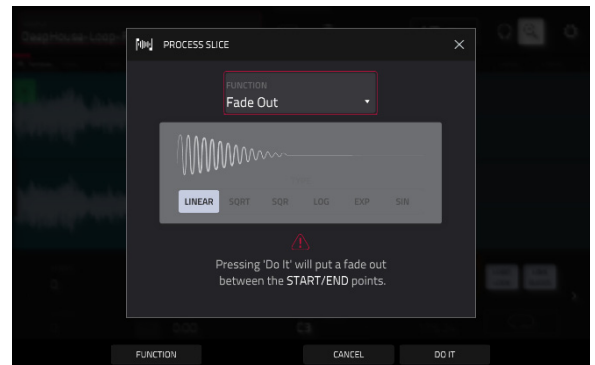 PROCESS SLICE
FUNCTION
Fade Out
LINEAR SQRT SQR LOG EXP SIN
Pressing 'Do It' will put a fade out
between the START/END points.
FUNCTION CANCEL DO IT